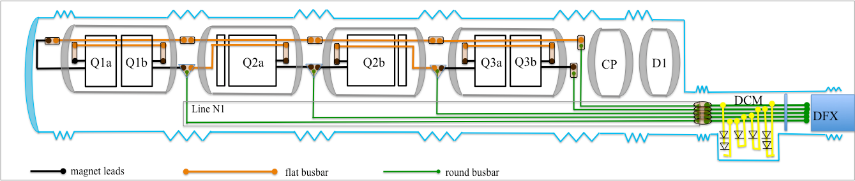 Q1a Q1b Q2a Q2b Q3a Q3b CP D1
Line N1
DCM
DFX
magnet leads flat busbar round busbar